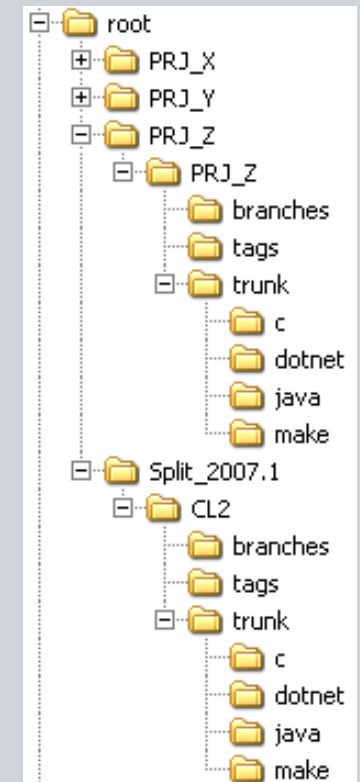 root
PRJ_X
PRJ_Y
PRJ_Z
PRJ_Z
branches
tags
trunk
c
dotnet
java
make
Split_2007.1
CL2
branches
tags
trunk
c
dotnet
java
make